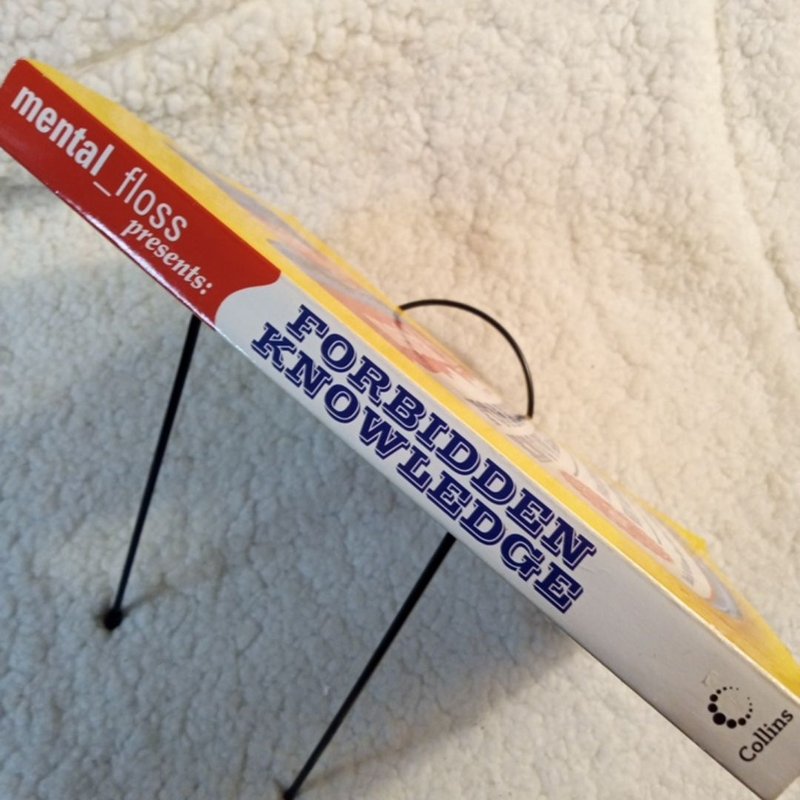 mental_floss
presents:
FORBIDDEN
KNOWLEDGE
Collins